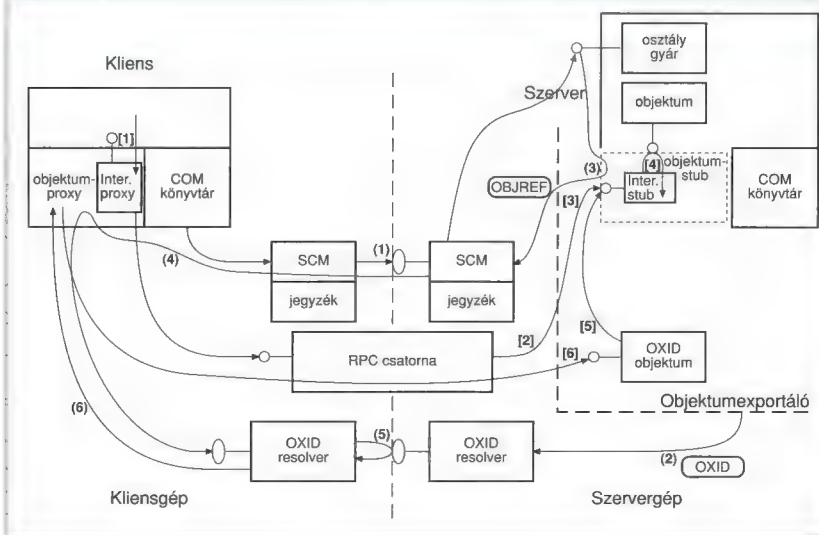 Kliens
Szerver
osztály
gyár
objektum
[1]
objektum-
proxy
Inter.
proxy
COM
könyvtár
(3)
[4]
objektum-
stub
Inter.
stub
COM
könyvtár
OBJREF
[3]
(4)
SCM
(1)
SCM
jegyzék
jegyzék
[2]
[5]
RPC csatorna
[6]
OXID
objektum
Objektumexportáló
(6)
OXID
resolver
(5)
OXID
resolver
(2)
OXID
Kliensgép
Szervergép